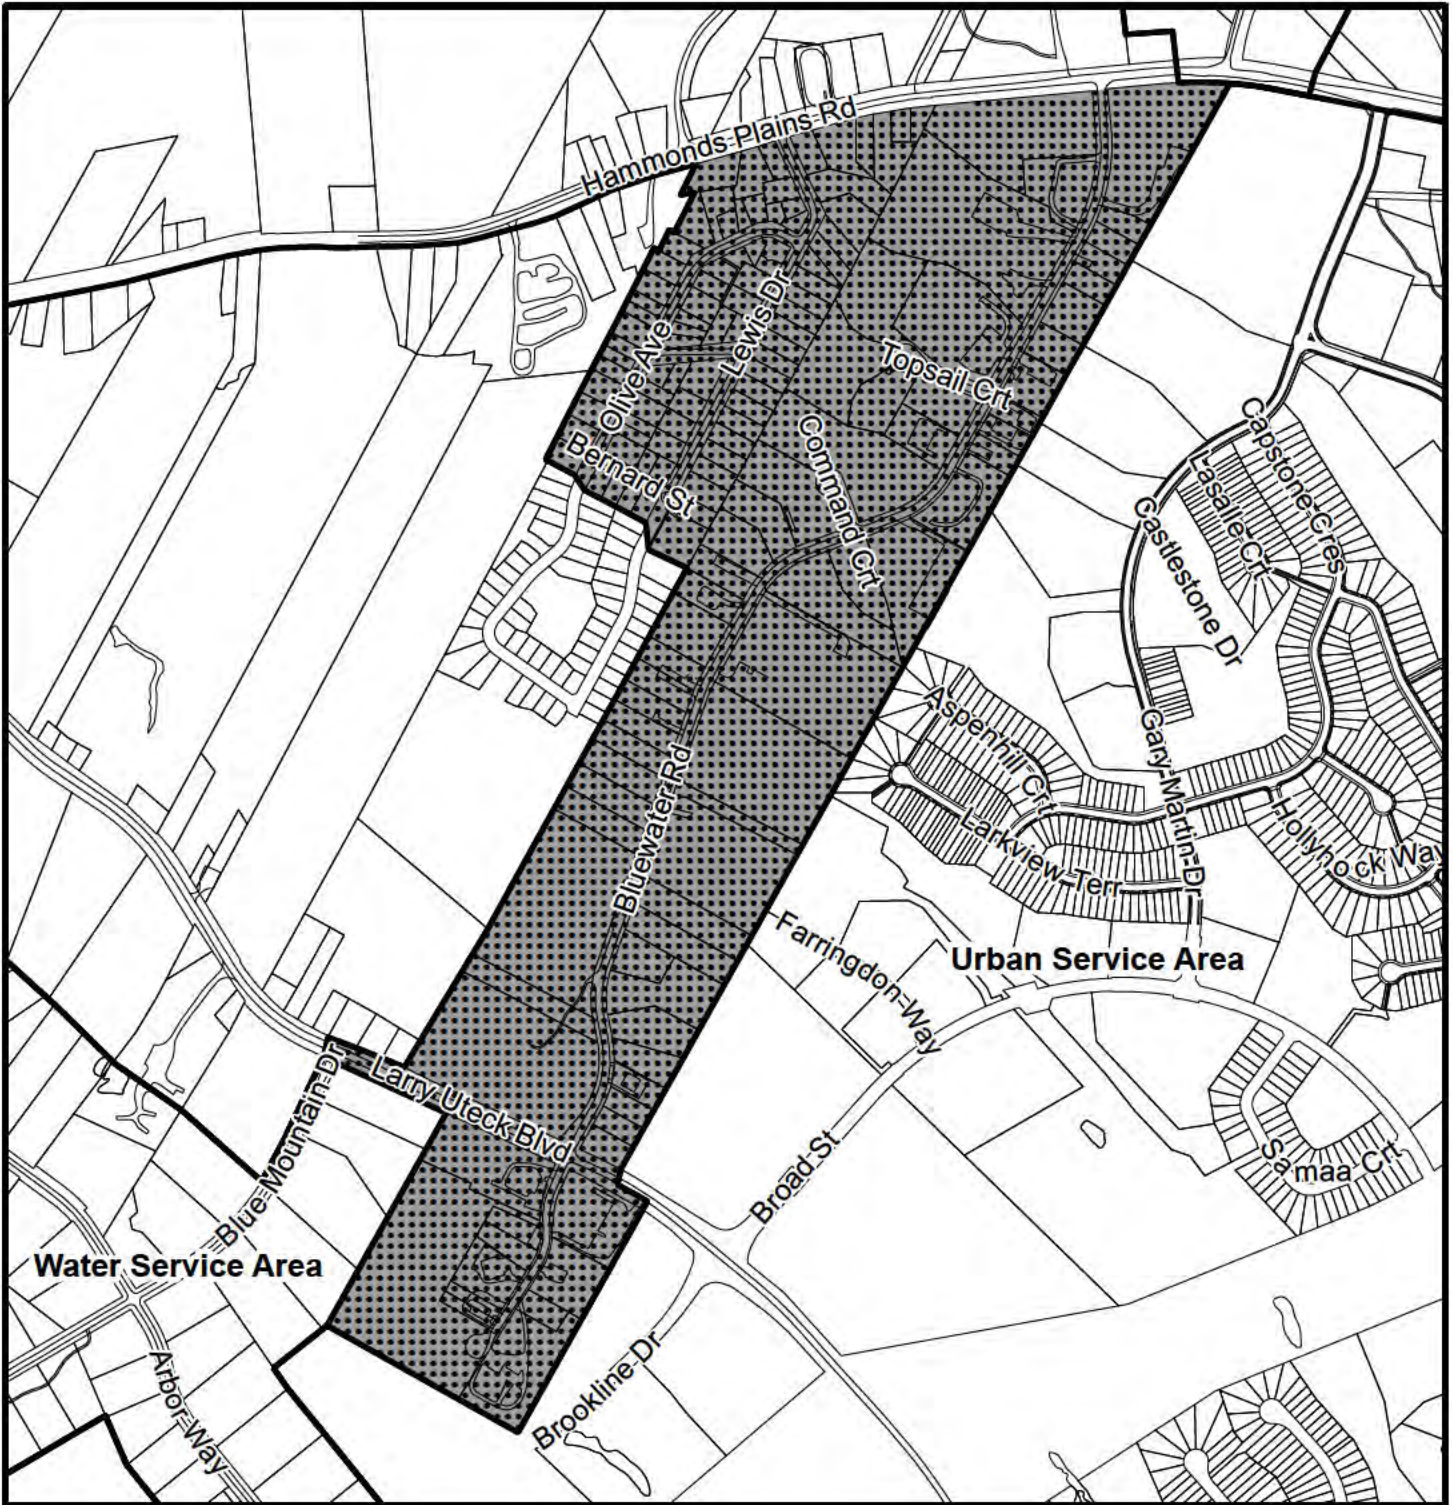 Hammonds Plains Rd
Lewis Dr
Olive Ave
Topsail Crt
Bernard St
Command Crt
Capstone Cres
Lasalle Crt
Castlestone Dr
Aspenhill Crt
Gary Martin Dr
Bluewater Rd
Larkview Terr
Hollyhock Way
Farringdon Way
Urban Service Area
Larry Uteck Blvd
Blue Mountain Dr
Broad St
Samaa Crt
Water Service Area
Brookline Dr
Arbor Way